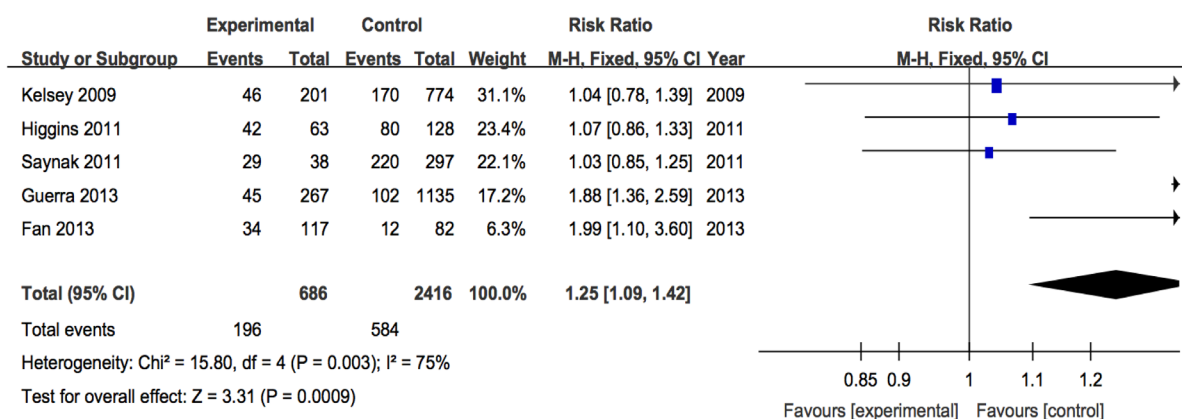 Experimental Control Risk Ratio Risk Ratio
Study or Subgroup Events Total Events Total Weight M-H, Fixed, 95% CI Year M-H, Fixed, 95% CI
Kelsey 2009 46 201 170 774 31.1% 1.04 [0.78, 1.39] 2009
Higgins 2011 42 63 80 128 23.4% 1.07 [0.86, 1.33] 2011
Saynak 2011 29 38 220 297 22.1% 1.03 [0.85, 1.25] 2011
Guerra 2013 45 267 102 1135 17.2% 1.88 [1.36, 2.59] 2013
Fan 2013 34 117 12 82 6.3% 1.99 [1.10, 3.60] 2013
Total (95% CI) 686 2416 100.0% 1.25 [1.09, 1.42]
Total events 196 584
Heterogeneity: Chi² = 15.80, df = 4 (P = 0.003); I² = 75%
Test for overall effect: Z = 3.31 (P = 0.0009)
0.85 0.9 1 1.1 1.2
Favours [experimental] Favours [control]